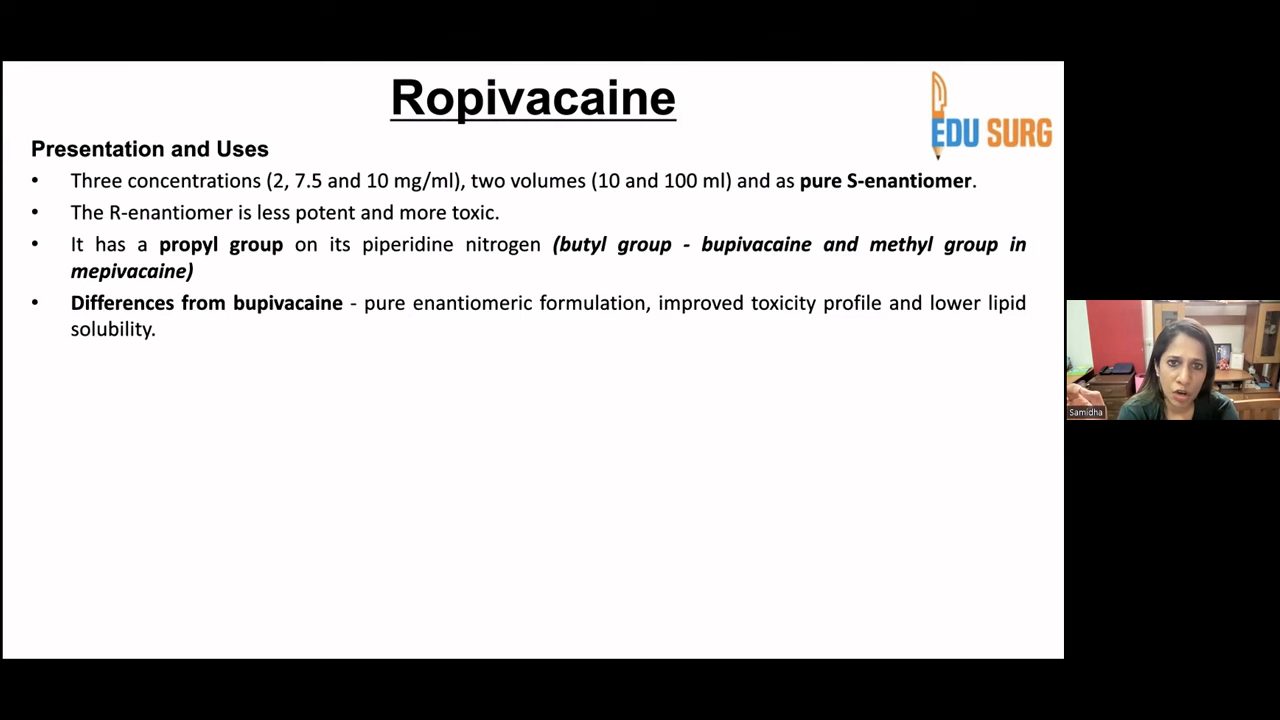 Ropivacaine
EDU SURG
Presentation and Uses
• Three concentrations (2, 7.5 and 10 mg/ml), two volumes (10 and 100 ml) and as pure S-enantiomer.
• The R-enantiomer is less potent and more toxic.
• It has a propyl group on its piperidine nitrogen (butyl group - bupivacaine and methyl group in
mepivacaine)
• Differences from bupivacaine - pure enantiomeric formulation, improved toxicity profile and lower lipid
solubility.
Samidha